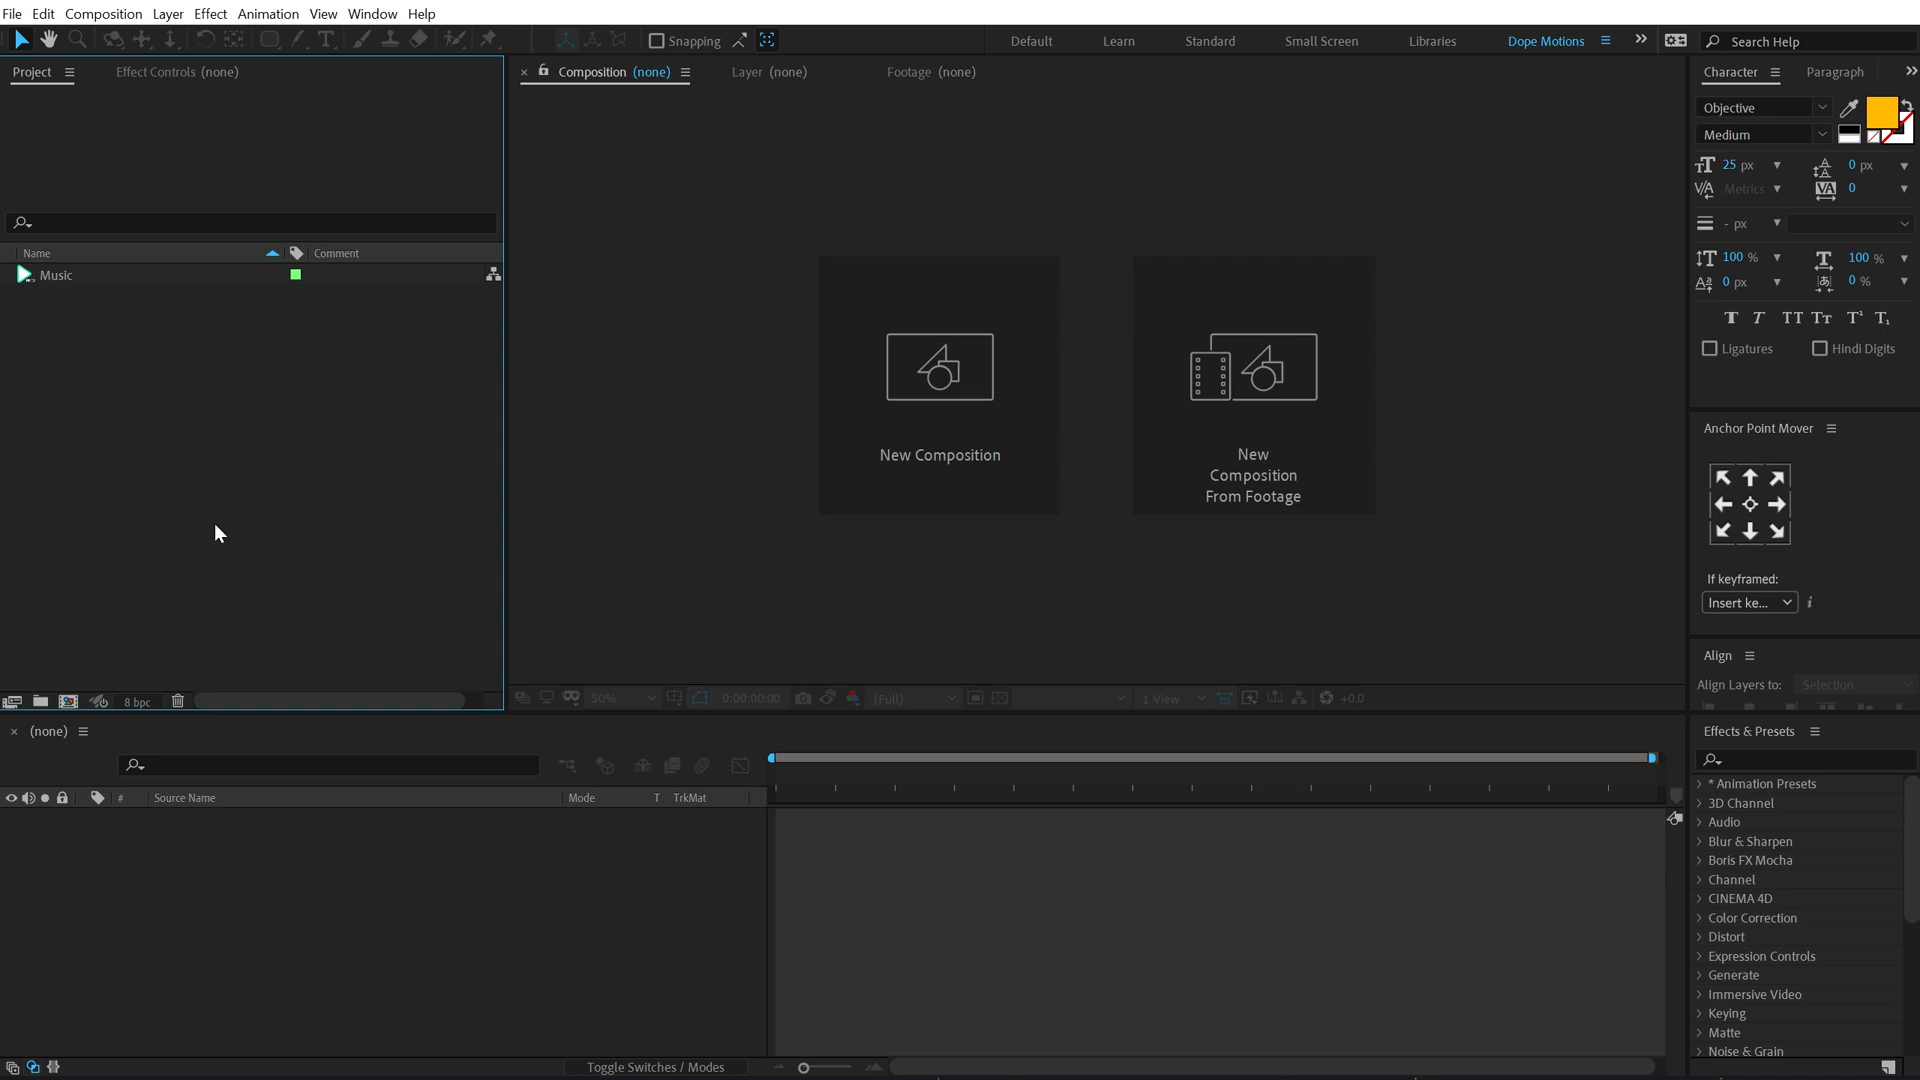 File Edit Composition Layer Effect Animation View Window Help
Snapping Default Learn Standard Small Screen Libraries Dope Motions Search Help
Project Effect Controls (none) Composition (none) Layer (none) Footage (none) Character Paragraph
Objective
Medium
25 px 0 px
Metrics 0
- px
Name Comment
Music
100 % 100 %
0 px 0 %
T T TT Tт T¹ T₁
Ligatures Hindi Digits
New Composition
New
Composition
From Footage
Anchor Point Mover
If keyframed:
Insert ke...
Align
Align Layers to: Selection
8 bpc 50% 0:00:00:00 (Full) 1 View +0.0
(none)
# Source Name Mode T TrkMat
Effects & Presets
* Animation Presets
3D Channel
Audio
Blur & Sharpen
Boris FX Mocha
Channel
CINEMA 4D
Color Correction
Distort
Expression Controls
Generate
Immersive Video
Keying
Matte
Noise & Grain
Toggle Switches / Modes